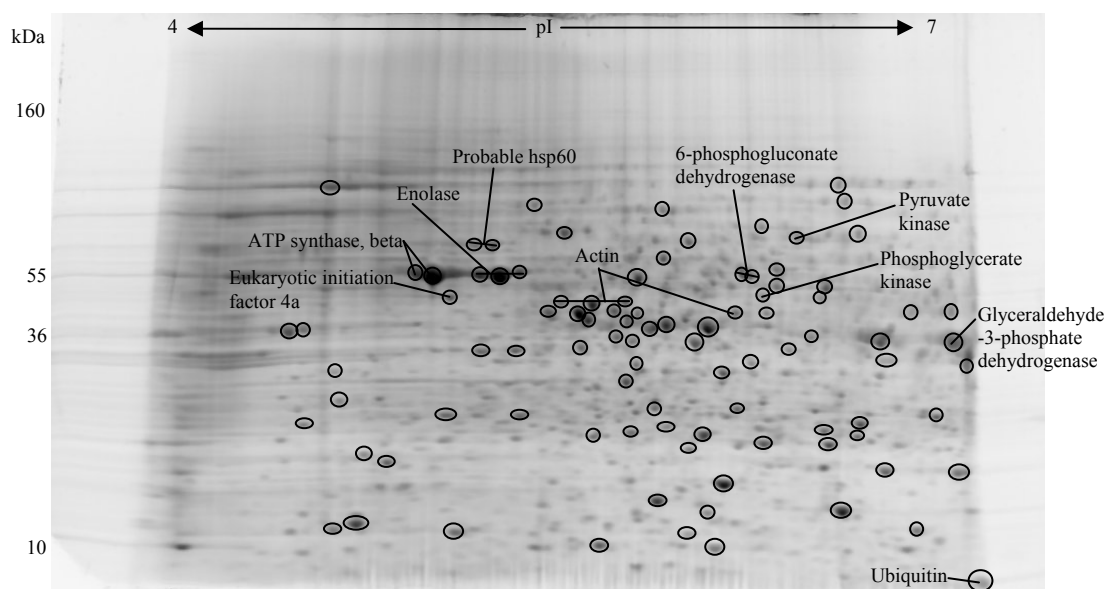 4
pI
7
kDa
160
55
36
10
Probable hsp60
Enolase
ATP synthase, beta
Eukaryotic initiation
factor 4a
Actin
6-phosphogluconate
dehydrogenase
Pyruvate
kinase
Phosphoglycerate
kinase
Glyceraldehyde
-3-phosphate
dehydrogenase
Ubiquitin